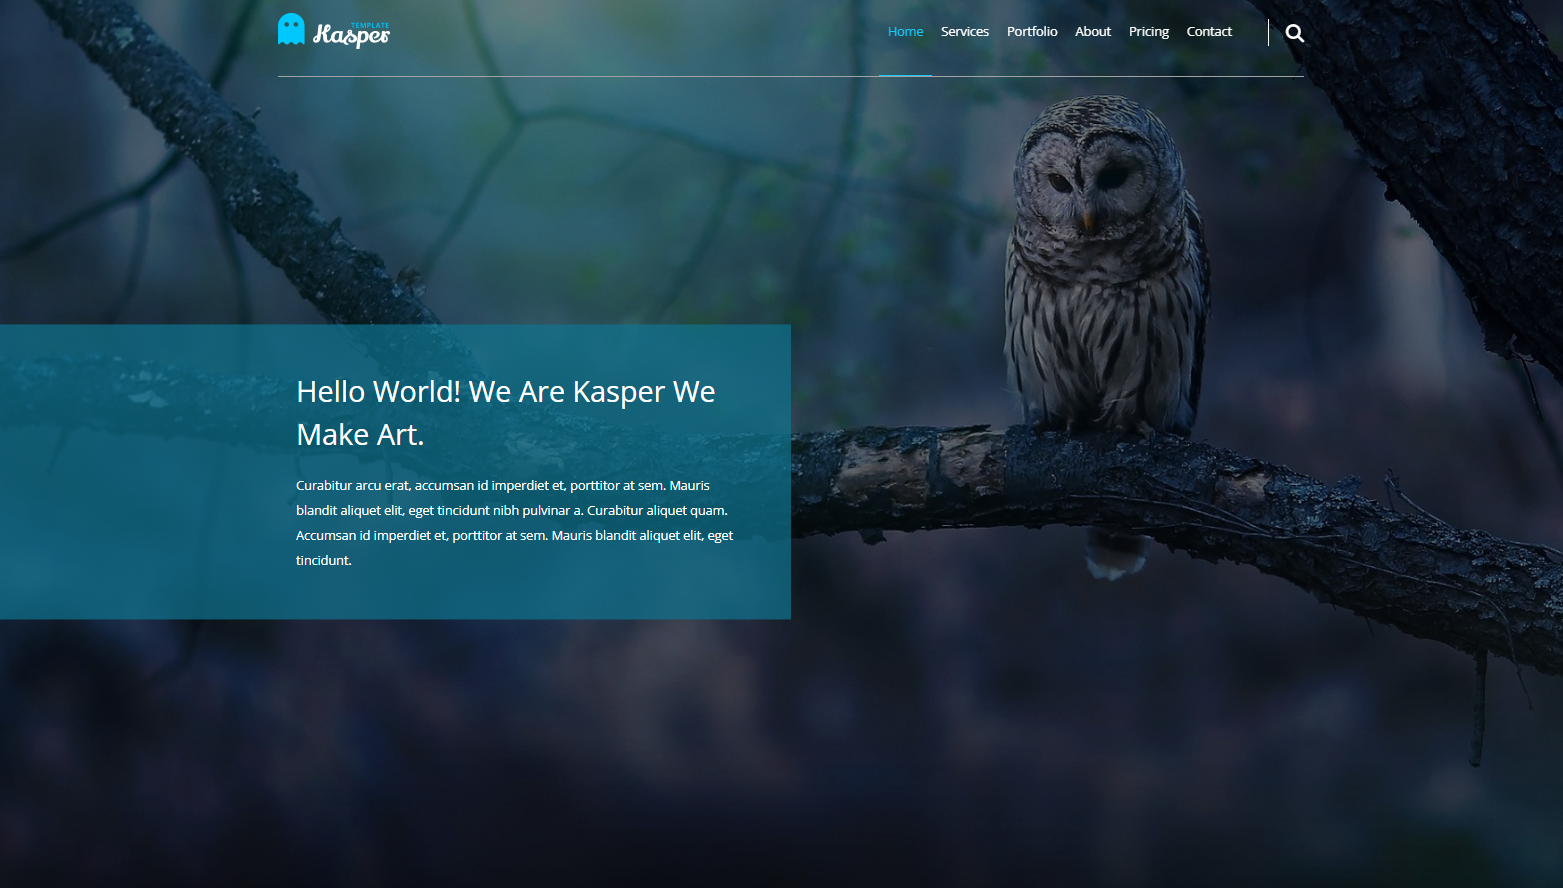 TEMPLATE
Kasper
Home Services Portfolio About Pricing Contact
Hello World! We Are Kasper We
Make Art.
Curabitur arcu erat, accumsan id imperdiet et, porttitor at sem. Mauris
blandit aliquet elit, eget tincidunt nibh pulvinar a. Curabitur aliquet quam.
Accumsan id imperdiet et, porttitor at sem. Mauris blandit aliquet elit, eget
tincidunt.